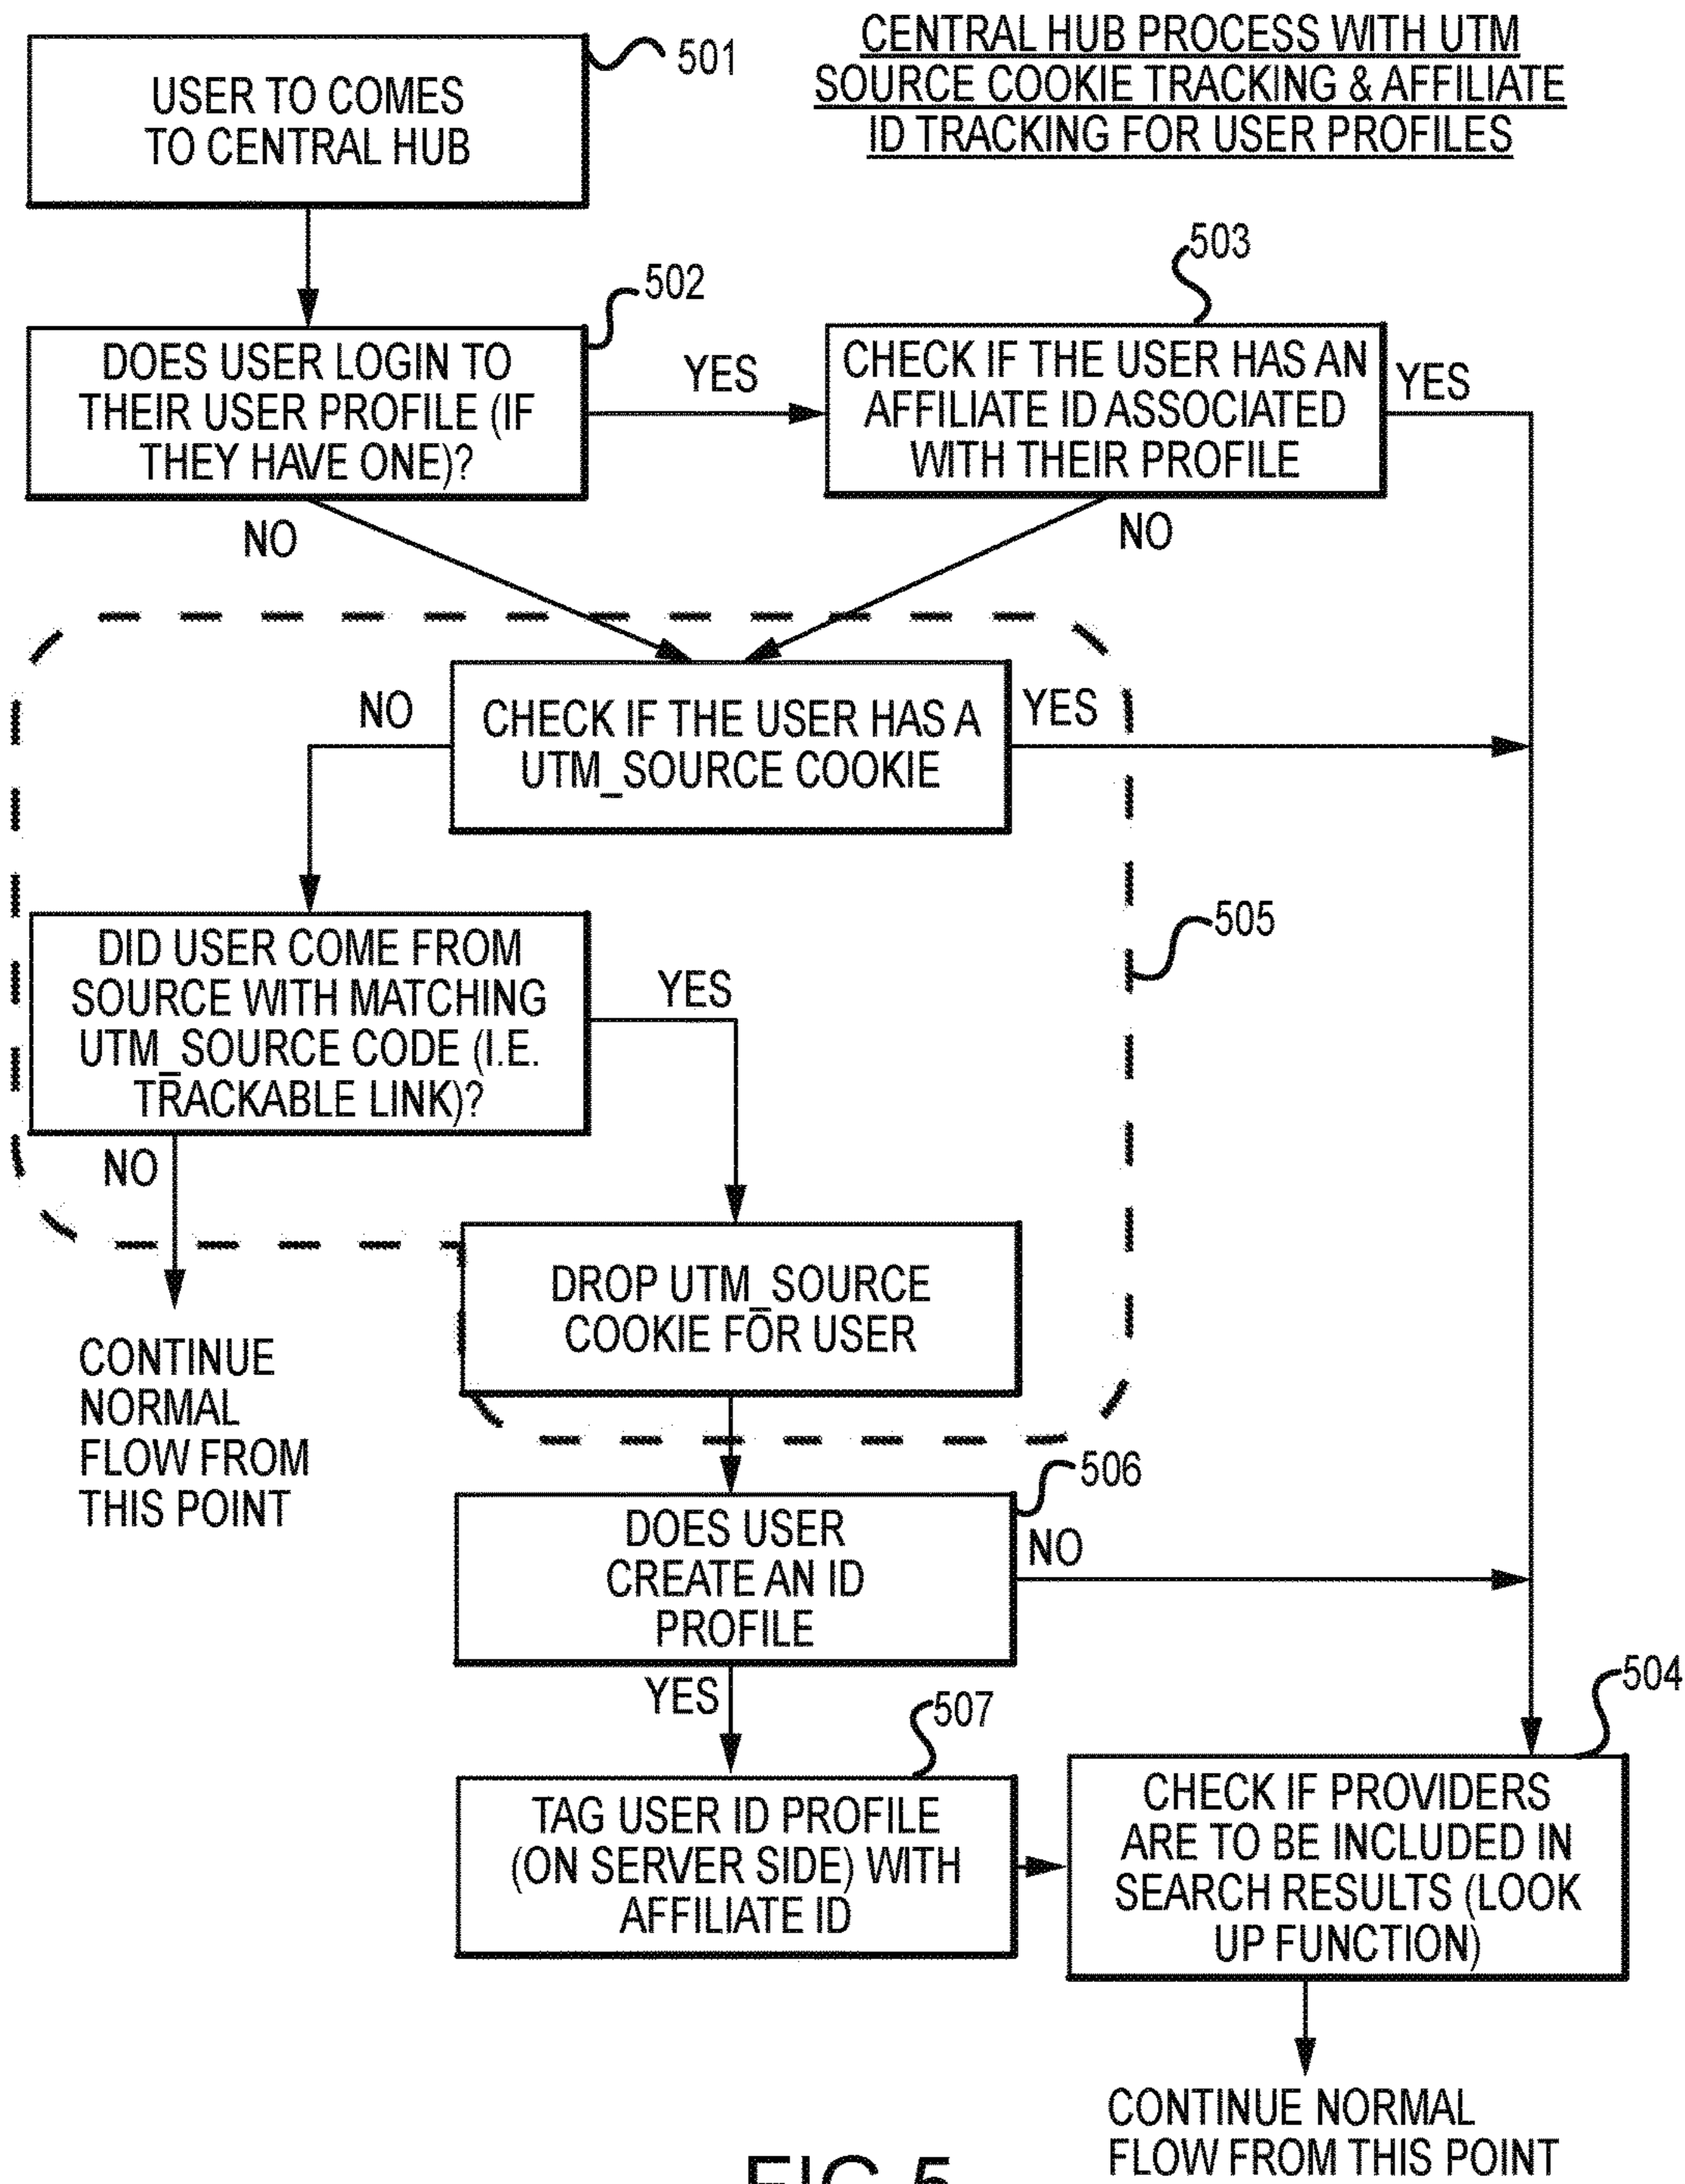 CENTRAL HUB PROCESS WITH UTM
SOURCE COOKIE TRACKING & AFFILIATE
ID TRACKING FOR USER PROFILES
501
USER TO COMES
TO CENTRAL HUB
502
DOES USER LOGIN TO
THEIR USER PROFILE (IF
THEY HAVE ONE)?
YES
NO
503
CHECK IF THE USER HAS AN
AFFILIATE ID ASSOCIATED
WITH THEIR PROFILE
YES
NO
CHECK IF THE USER HAS A
UTM_SOURCE COOKIE
NO
YES
505
DID USER COME FROM
SOURCE WITH MATCHING
UTM_SOURCE CODE (I.E.
TRACKABLE LINK)?
YES
NO
CONTINUE
NORMAL
FLOW FROM
THIS POINT
DROP UTM_SOURCE
COOKIE FOR USER
506
DOES USER
CREATE AN ID
PROFILE
NO
YES
507
TAG USER ID PROFILE
(ON SERVER SIDE) WITH
AFFILIATE ID
504
CHECK IF PROVIDERS
ARE TO BE INCLUDED IN
SEARCH RESULTS (LOOK
UP FUNCTION)
CONTINUE NORMAL
FLOW FROM THIS POINT
FIG.5